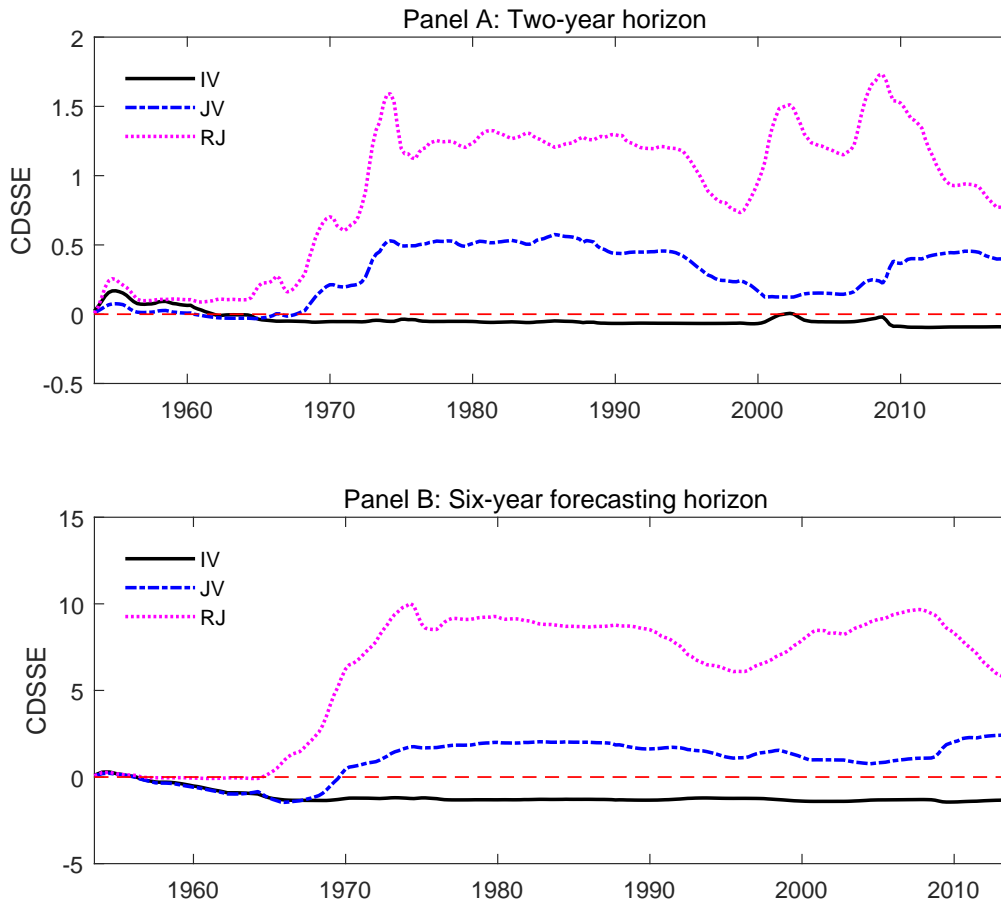 Panel A: Two-year horizon
2
1.5
1
0.5
0
-0.5
CDSSE
IV
JV
RJ
1960 1970 1980 1990 2000 2010
Panel B: Six-year forecasting horizon
15
10
5
0
-5
CDSSE
IV
JV
RJ
1960 1970 1980 1990 2000 2010